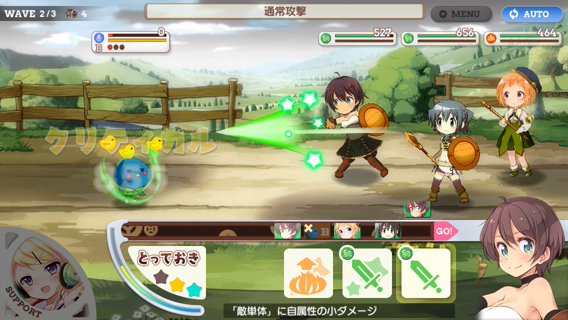 WAVE 2/3 4
通常攻撃
MENU
AUTO
0
B
527
656
464
クリティカル
B
GO!
とっておき
SUPPORT
「敵単体」に自属性の小ダメージ